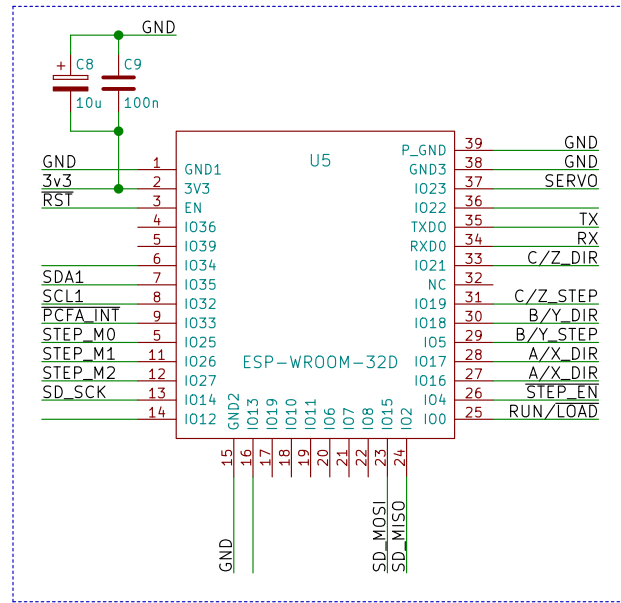 GND
+ C8 C9
10u 100n
U5
GND 1 GND1
3v3 2 3V3
RST 3 EN
4 IO36
5 IO39
6 IO34
SDA1 7 IO35
SCL1 8 IO32
PCFA_INT 9 IO33
STEP_M0 5 IO25
STEP_M1 11 IO26
STEP_M2 12 IO27
SD_SCK 13 IO14
14 IO12
P_GND 39 GND
GND3 38 GND
IO23 37 SERVO
IO22 36
TXD0 35 TX
RXD0 34 RX
IO21 33 C/Z_DIR
NC 32
IO19 31 C/Z_STEP
IO18 30 B/Y_DIR
IO5 29 B/Y_STEP
IO17 28 A/X_DIR
IO16 27 A/X_DIR
IO4 26 STEP_EN
IO0 25 RUN/LOAD
ESP-WROOM-32D
GND2 15 GND
IO13 16
IO19 17
IO10 18
IO11 19
IO6 20
IO7 21
IO8 22
IO15 23 SD_MOSI
IO2 24 SD_MISO